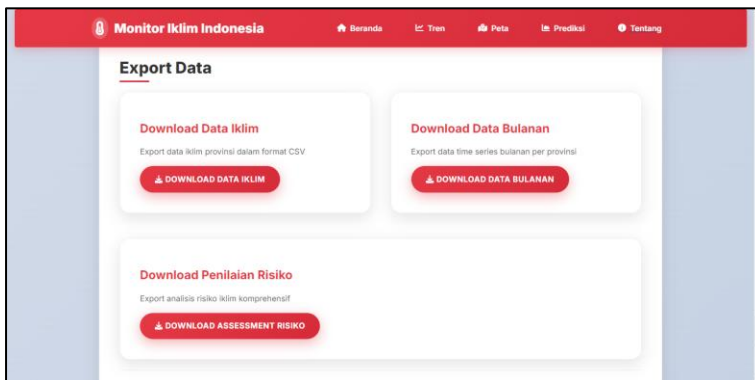 Monitor Iklim Indonesia Beranda Tren Peta Prediksi Tentang
Export Data
Download Data Iklim
Export data iklim provinsi dalam format CSV
DOWNLOAD DATA IKLIM
Download Data Bulanan
Export data time series bulanan per provinsi
DOWNLOAD DATA BULANAN
Download Penilaian Risiko
Export analisis risiko iklim komprehensif
DOWNLOAD ASSESSMENT RISIKO